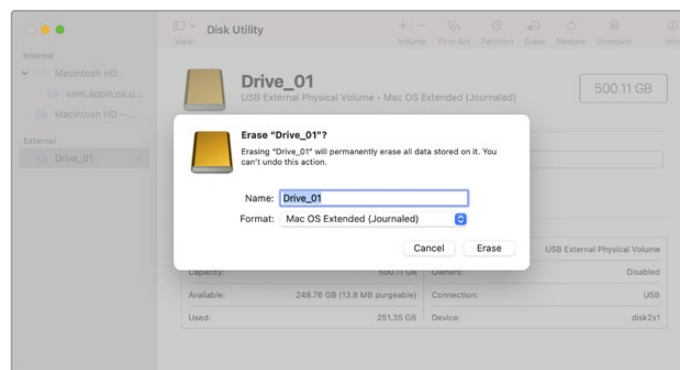 Disk Utility
View
Volume
First Aid
Partition
Erase
Restore
Unmount
Internal
Macintosh HD
com.apple.os.u...
Macintosh HD —...
External
Drive_01
Drive_01
USB External Physical Volume • Mac OS Extended (Journaled)
500.11 GB
Erase “Drive_01”?
Erasing “Drive_01” will permanently erase all data stored on it. You
can’t undo this action.
Name: Drive_01
Format: Mac OS Extended (Journaled)
Cancel
Erase
USB External Physical Volume
Capacity: 500.11 GB
Owners: Disabled
Available: 248.76 GB (13.8 MB purgeable)
Connection: USB
Used: 251.35 GB
Device: disk2s1